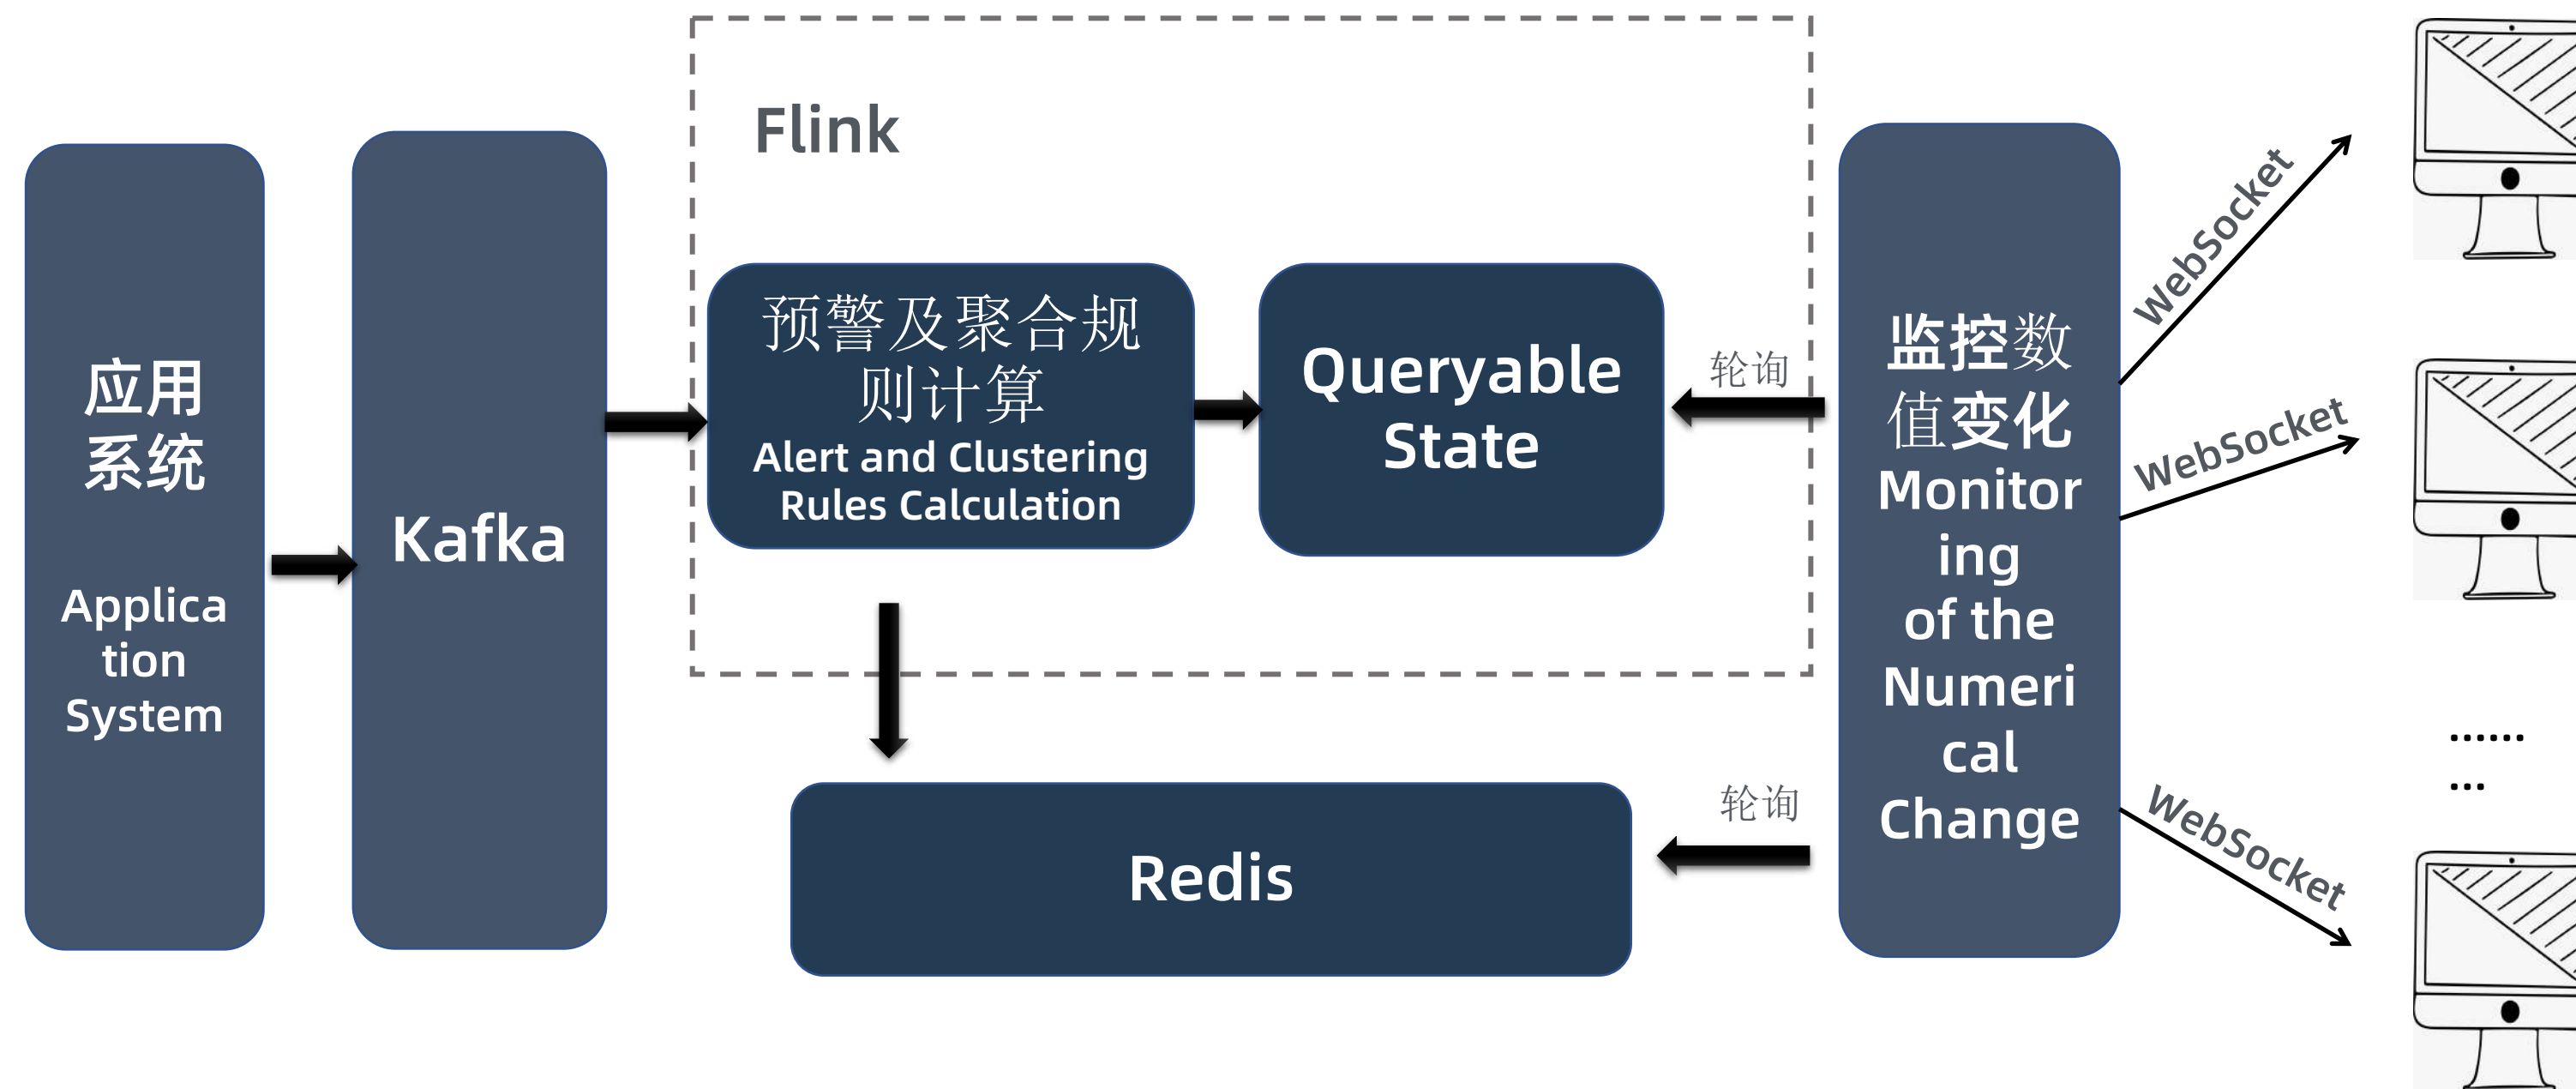 应用
系统
Applica
tion
System
Kafka
Flink
预警及聚合规
则计算
Alert and Clustering
Rules Calculation
Queryable
State
轮询
Redis
轮询
监控数
值变化
Monitor
ing
of the
Numeri
cal
Change
WebSocket
WebSocket
WebSocket
......
...